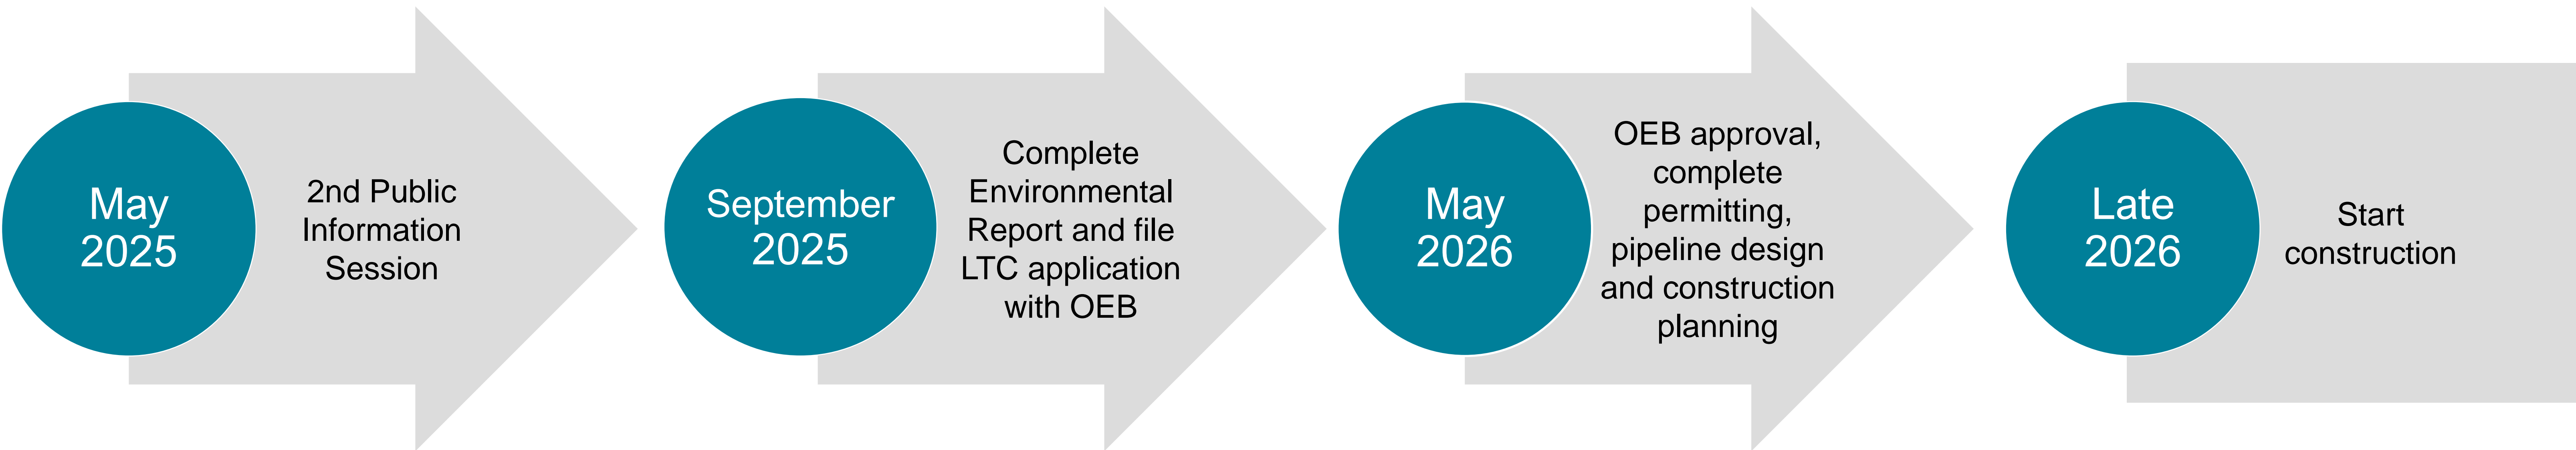 May
2025
2nd Public
Information
Session
September
2025
Complete
Environmental
Report and file
LTC application
with OEB
May
2026
OEB approval,
complete
permitting,
pipeline design
and construction
planning
Late
2026
Start
construction